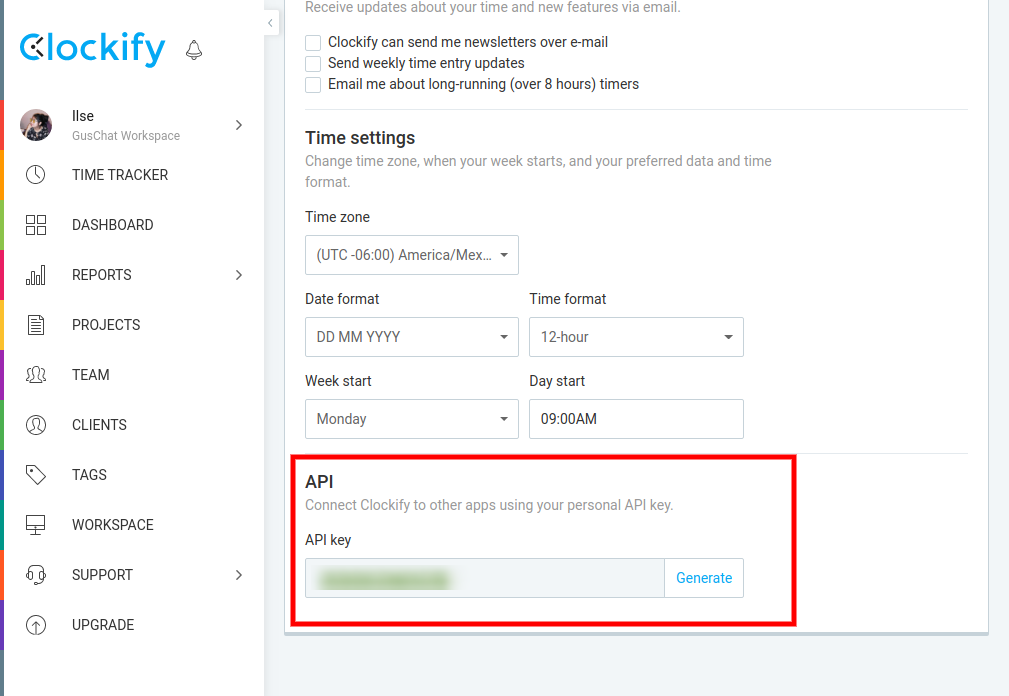 Clockify
Ilse
GusChat Workspace
TIME TRACKER
DASHBOARD
REPORTS
PROJECTS
TEAM
CLIENTS
TAGS
WORKSPACE
SUPPORT
UPGRADE
Receive updates about your time and new features via email.
Clockify can send me newsletters over e-mail
Send weekly time entry updates
Email me about long-running (over 8 hours) timers
Time settings
Change time zone, when your week starts, and your preferred data and time
format.
Time zone
(UTC -06:00) America/Mex...
Date format Time format
DD MM YYYY 12-hour
Week start Day start
Monday 09:00AM
API
Connect Clockify to other apps using your personal API key.
API key
Generate